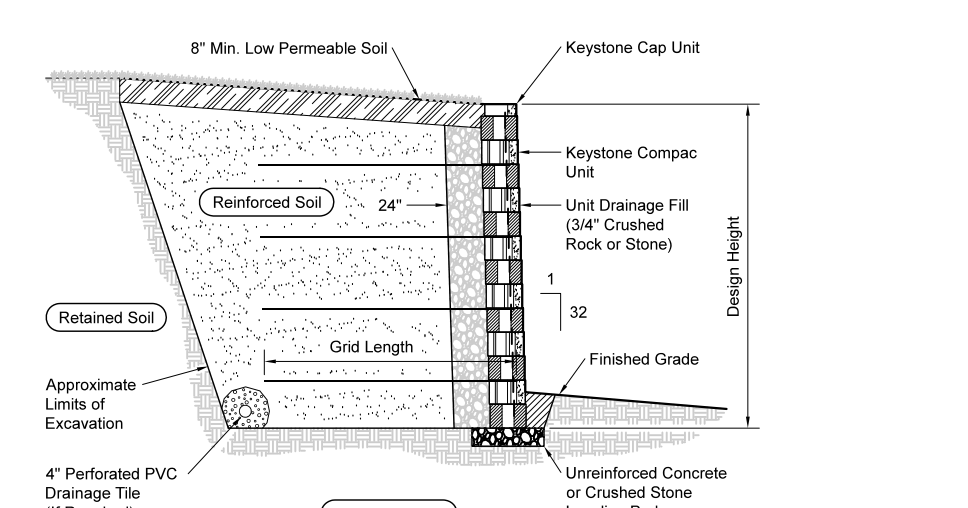 8" Min. Low Permeable Soil
Keystone Cap Unit
Keystone Compac
Unit
Reinforced Soil
24"
Unit Drainage Fill
(3/4" Crushed
Rock or Stone)
Design Height
1
32
Retained Soil
Grid Length
Finished Grade
Approximate
Limits of
Excavation
4" Perforated PVC
Drainage Tile
Unreinforced Concrete
or Crushed Stone